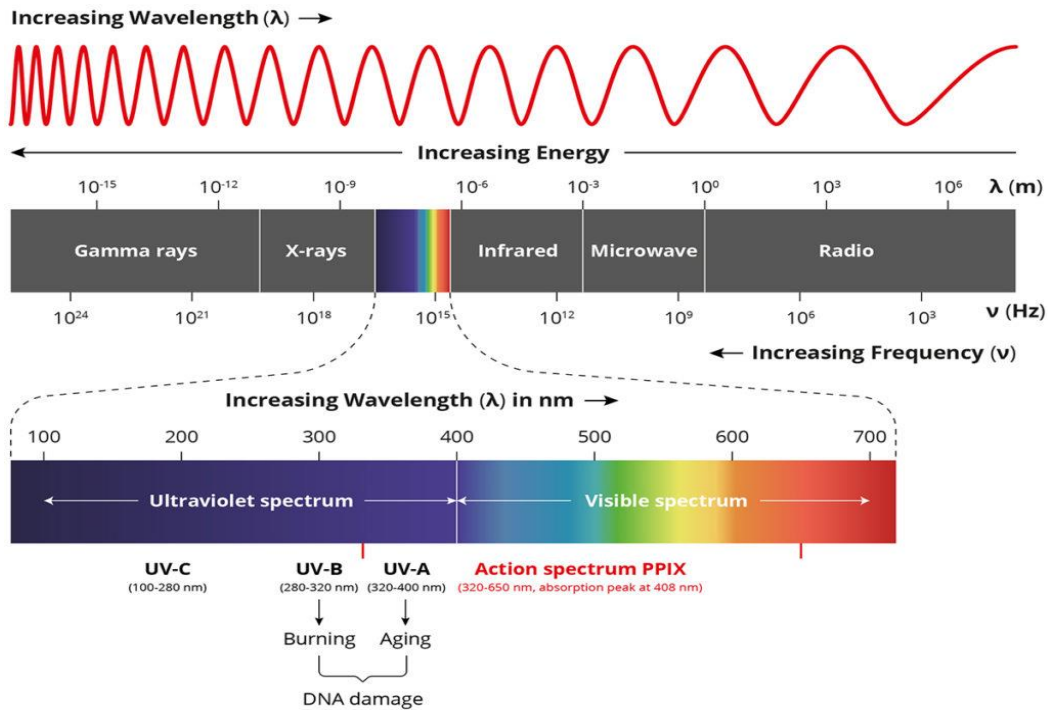 Increasing Wavelength (λ) →
← Increasing Energy
10⁻¹⁵ 10⁻¹² 10⁻⁹ 10⁻⁶ 10⁻³ 10⁰ 10³ 10⁶ λ (m)
Gamma rays X-rays Infrared Microwave Radio
10²⁴ 10²¹ 10¹⁸ 10¹⁵ 10¹² 10⁹ 10⁶ 10³ ν (Hz)
← Increasing Frequency (ν)
Increasing Wavelength (λ) in nm →
100 200 300 400 500 600 700
Ultraviolet spectrum Visible spectrum
UV-C UV-B UV-A Action spectrum PPIX
(100-280 nm) (280-320 nm) (320-400 nm) (320-650 nm, absorption peak at 408 nm)
Burning Aging
DNA damage